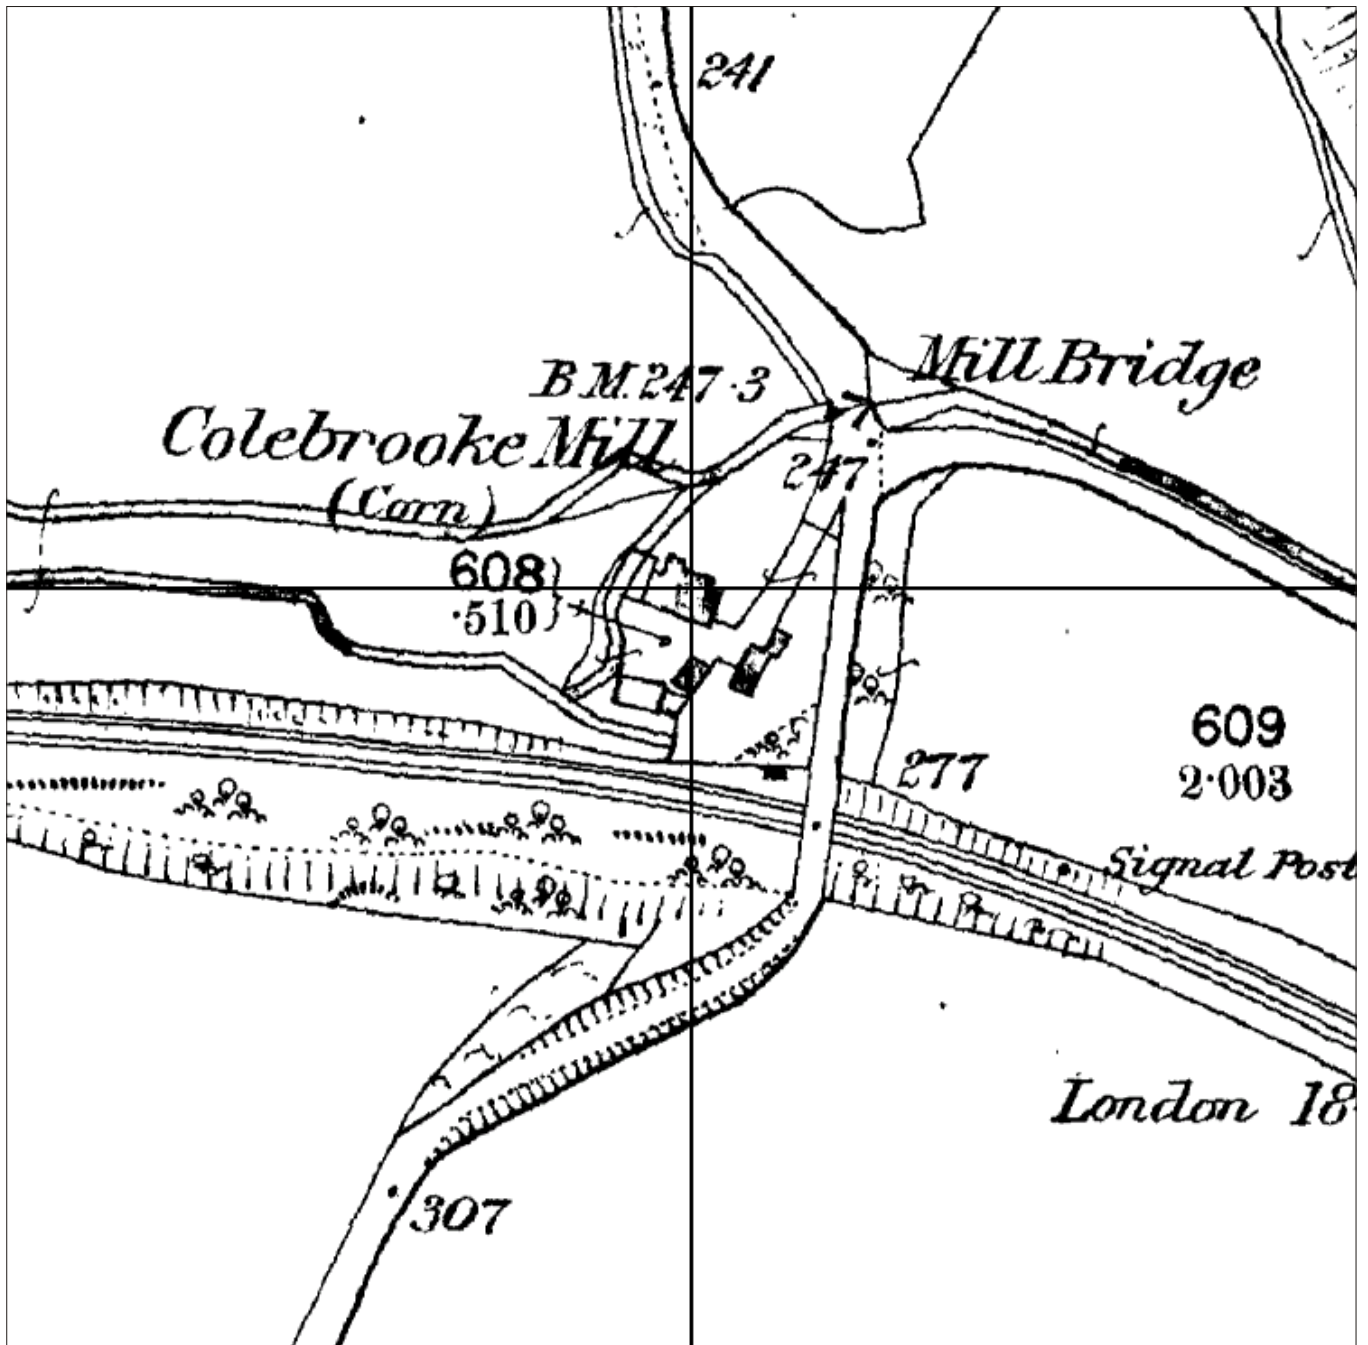 241
Mill Bridge
B.M. 247·3
Colebrooke Mill
(Corn)
247
608
·510
609
2·003
277
Signal Post
London 18
307